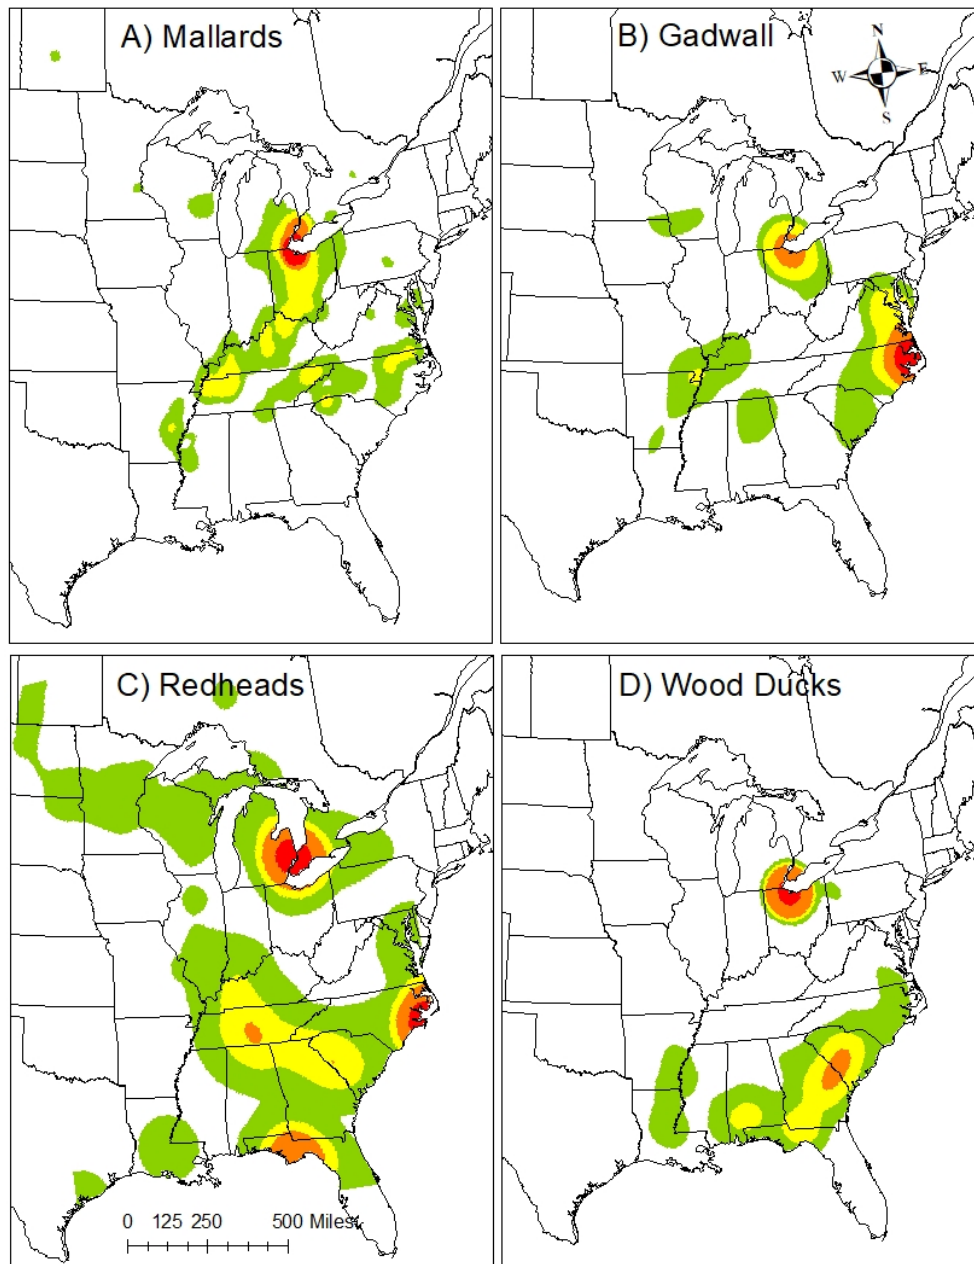 A) Mallards
B) Gadwall
N
W E
S
C) Redheads
D) Wood Ducks
0 125 250 500 Miles